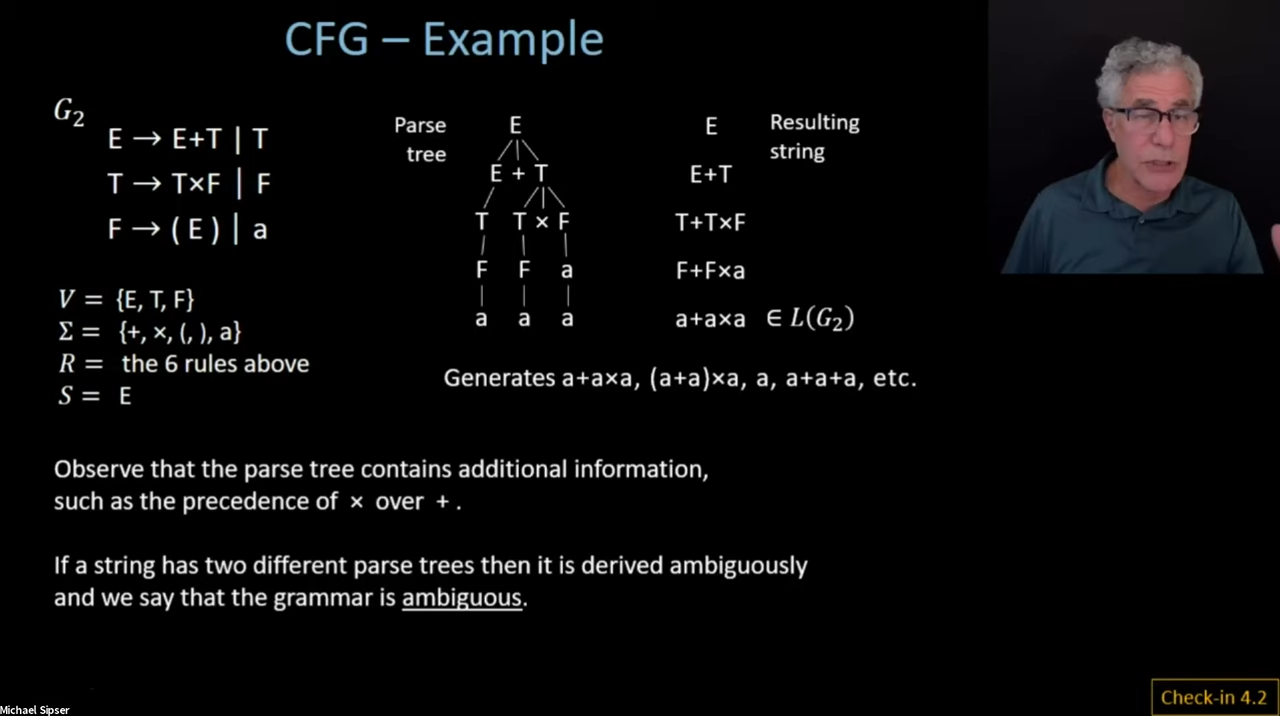 CFG – Example
G₂
E → E+T | T
T → T×F | F
F → ( E ) | a
V = {E, T, F}
Σ = {+, ×, (, ), a}
R = the 6 rules above
S = E
Parse
tree
E
E + T
T T × F
F F a
a a a
E
E+T
T+T×F
F+F×a
a+a×a ∈ L(G₂)
Resulting
string
Generates a+a×a, (a+a)×a, a, a+a+a, etc.
Observe that the parse tree contains additional information,
such as the precedence of × over + .
If a string has two different parse trees then it is derived ambiguously
and we say that the grammar is ambiguous.
Check-in 4.2
Michael Sipser